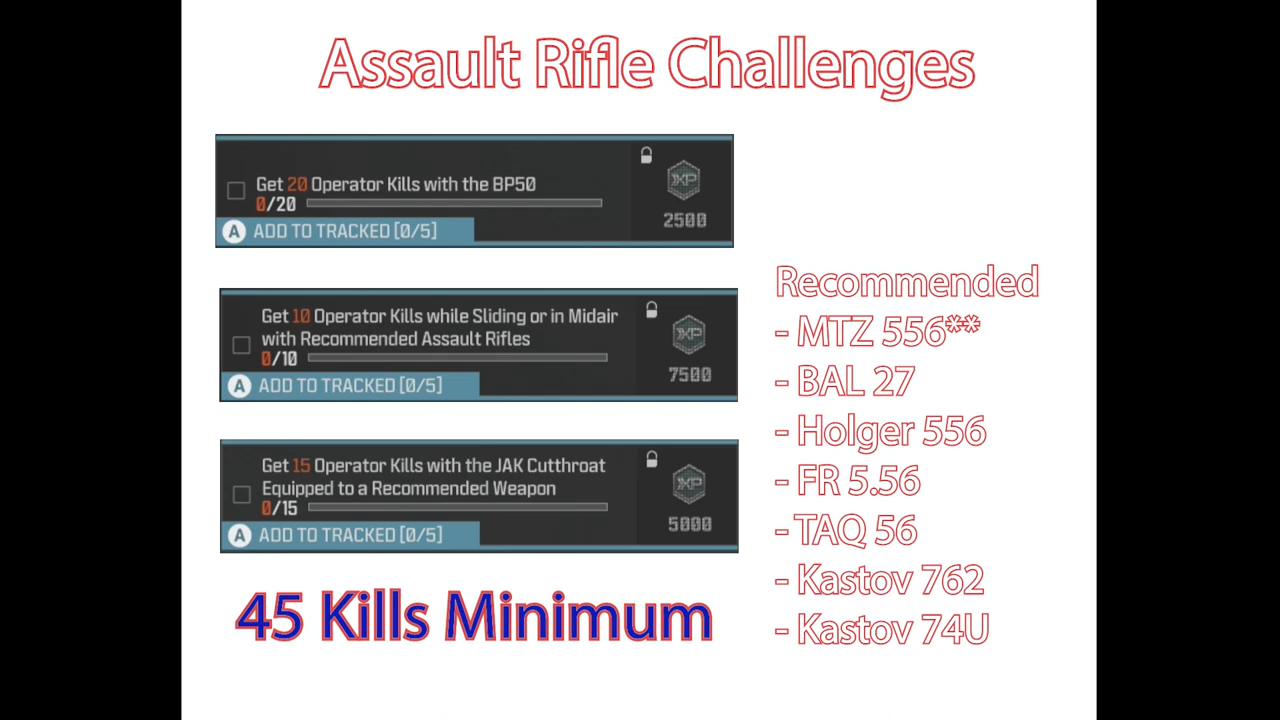 Assault Rifle Challenges
Get 20 Operator Kills with the BP50
0/20
A ADD TO TRACKED [0/5]
XP
2500
Get 10 Operator Kills while Sliding or in Midair
with Recommended Assault Rifles
0/10
A ADD TO TRACKED [0/5]
XP
7500
Get 15 Operator Kills with the JAK Cutthroat
Equipped to a Recommended Weapon
0/15
A ADD TO TRACKED [0/5]
XP
5000
45 Kills Minimum
Recommended
- MTZ 556**
- BAL 27
- Holger 556
- FR 5.56
- TAQ 56
- Kastov 762
- Kastov 74U